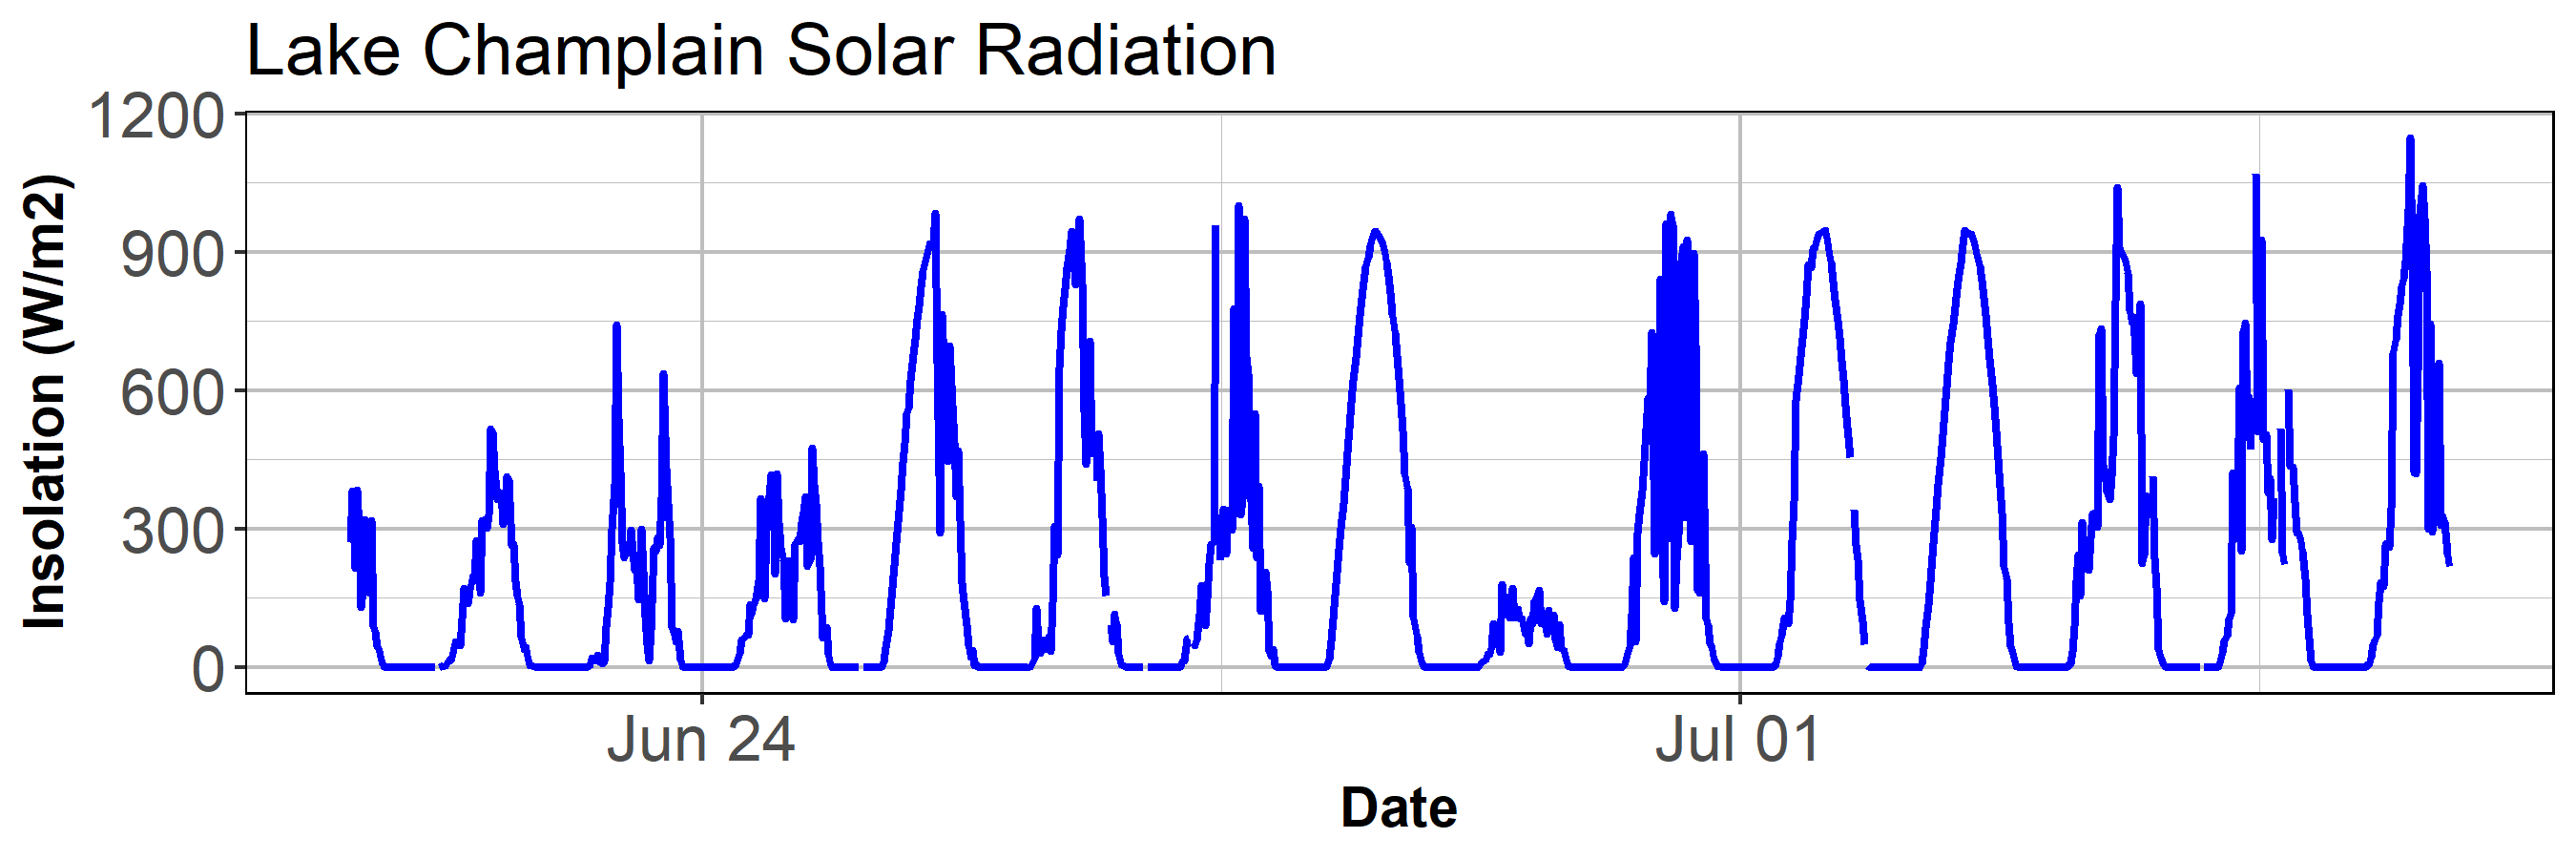 Lake Champlain Solar Radiation
1200
900
600
300
0
Insolation (W/m2)
Jun 24
Jul 01
Date